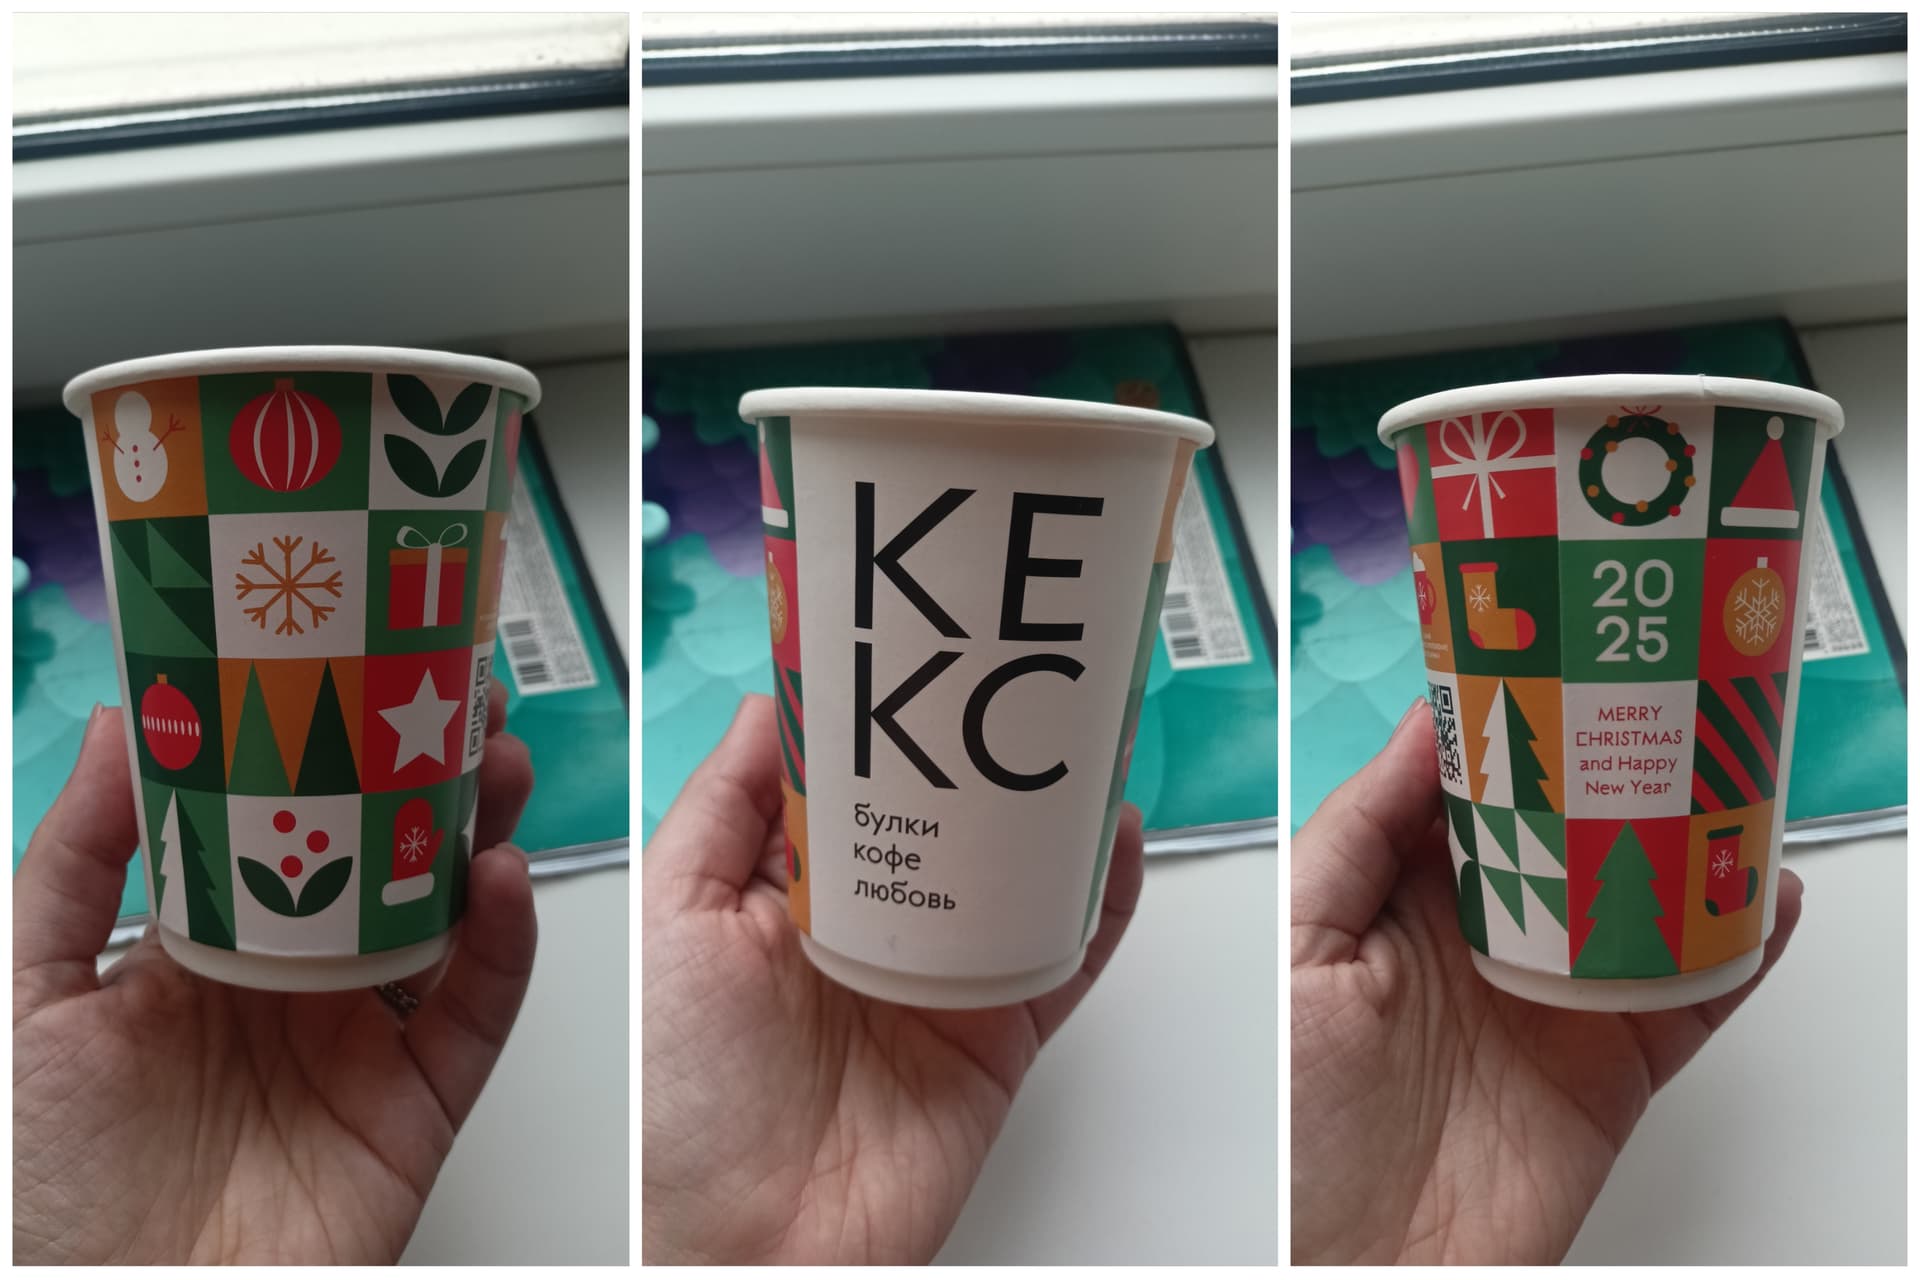 КЕ
КС
булки
кофе
любовь
20
25
MERRY
CHRISTMAS
and Happy
New Year